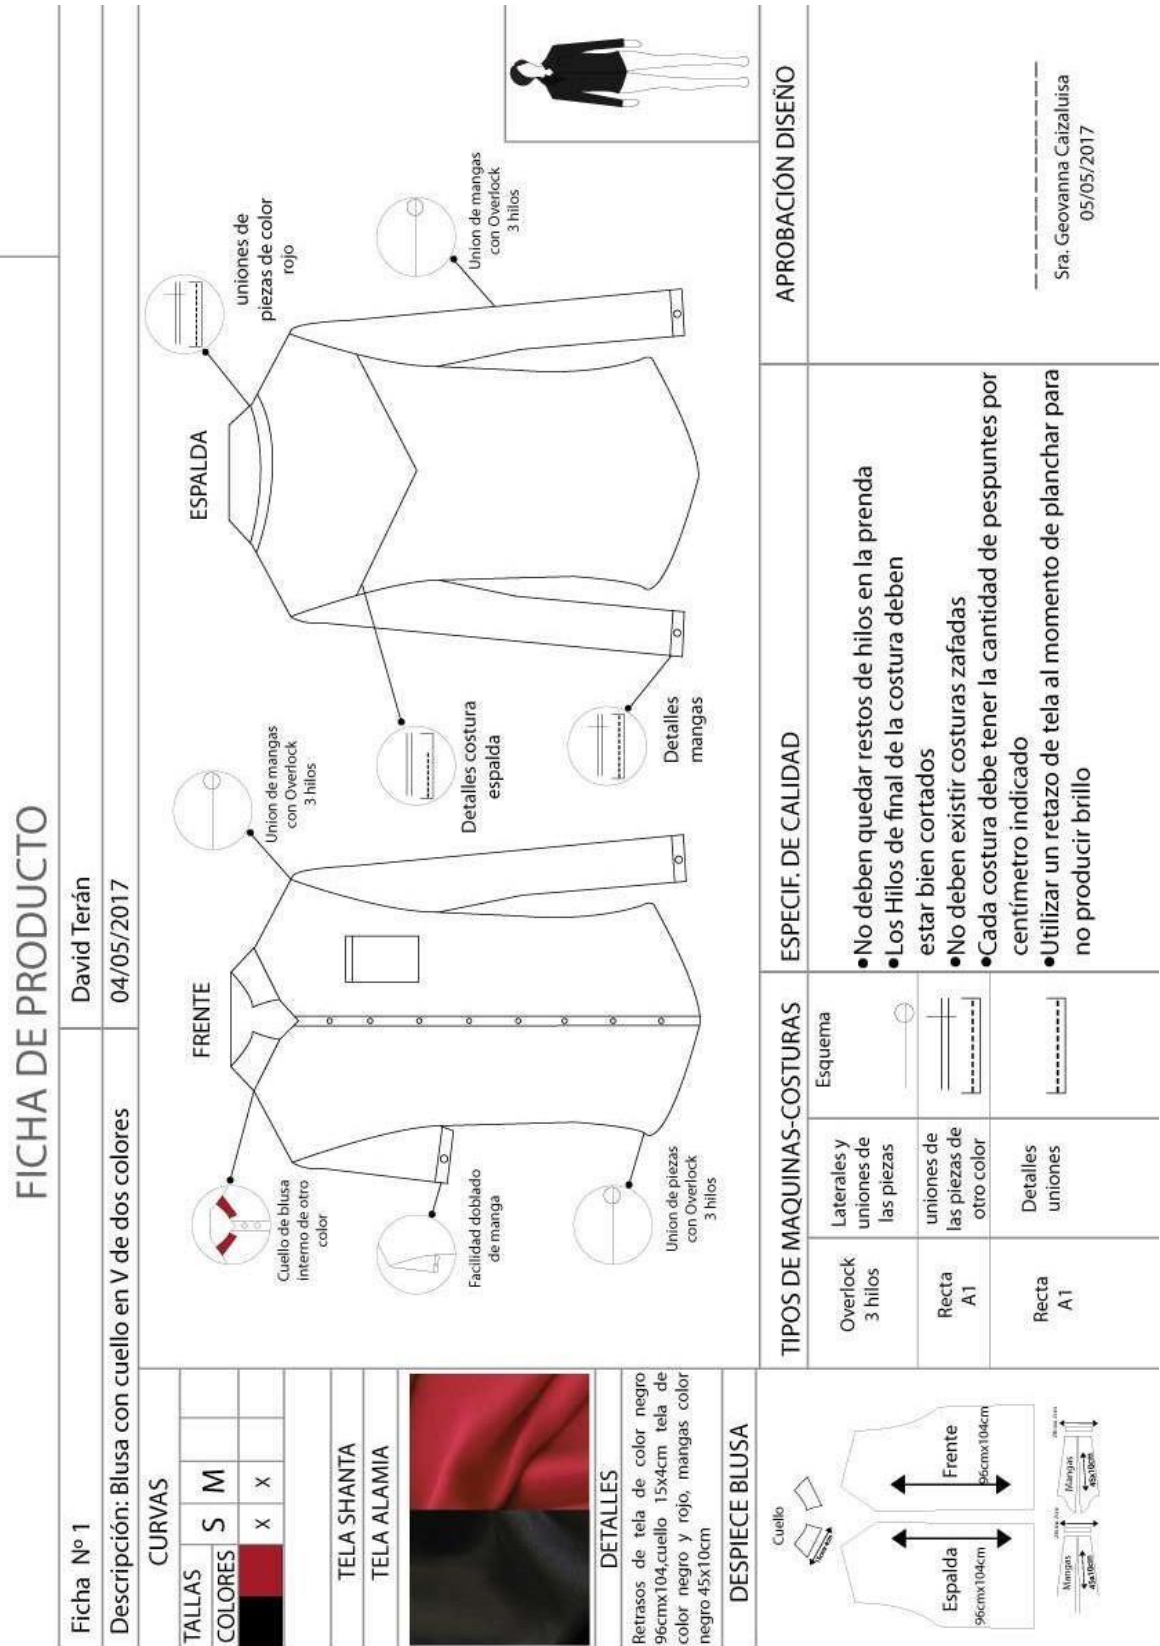 FICHA DE PRODUCTO
Ficha Nº 1
David Terán
Descripción: Blusa con cuello en V de dos colores
04/05/2017
CURVAS
TALLAS S M
COLORES
X X
TELA SHANTA
TELA ALAMIA
DETALLES
Retrasos de tela de color negro
96cmx104,cuello 15x4cm tela de
color negro y rojo, mangas color
negro 45x10cm
DESPIECE BLUSA
Cuello
Espalda
96cmx104cm
Frente
96cmx104cm
Mangas
45x10cm
Mangas
45x10cm
FRENTE
Cuello de blusa
interno de otro
color
Facilidad doblado
de manga
Union de piezas
con Overlock
3 hilos
Union de mangas
con Overlock
3 hilos
ESPALDA
Detalles costura
espalda
Detalles
mangas
uniones de
piezas de color
rojo
Union de mangas
con Overlock
3 hilos
TIPOS DE MAQUINAS-COSTURAS
Esquema
Overlock
3 hilos
Laterales y
uniones de
las piezas
Recta
A1
uniones de
las piezas de
otro color
Recta
A1
Detalles
uniones
ESPECIF. DE CALIDAD
•No deben quedar restos de hilos en la prenda
•Los Hilos de final de la costura deben
estar bien cortados
•No deben existir costuras zafadas
•Cada costura debe tener la cantidad de pespuntes por
centímetro indicado
•Utilizar un retazo de tela al momento de planchar para
no producir brillo
APROBACIÓN DISEÑO
Sra. Geovanna Caizaluisa
05/05/2017